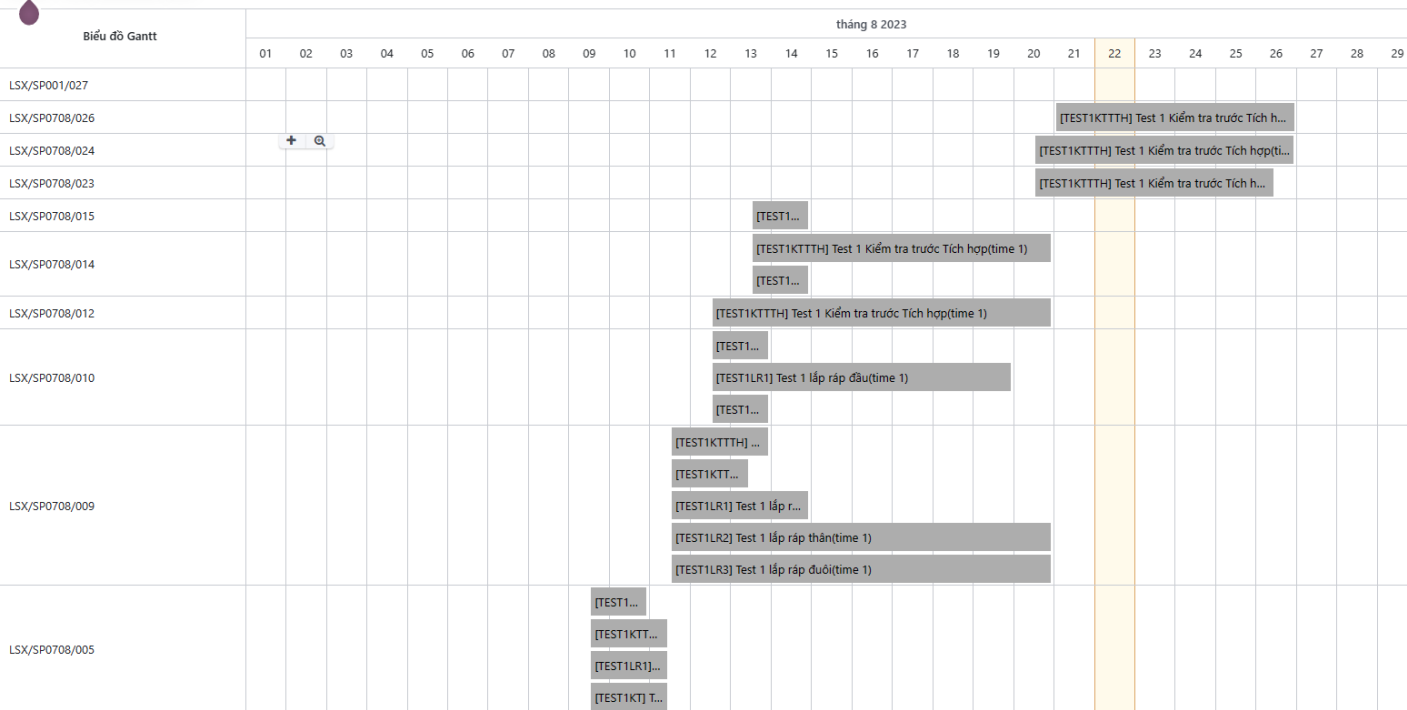 tháng 8 2023
Biểu đồ Gantt
01 02 03 04 05 06 07 08 09 10 11 12 13 14 15 16 17 18 19 20 21 22 23 24 25 26 27 28 29
LSX/SP001/027
LSX/SP0708/026
[TEST1KTTTH] Test 1 Kiểm tra trước Tích h...
LSX/SP0708/024
[TEST1KTTTH] Test 1 Kiểm tra trước Tích hợp(ti...
LSX/SP0708/023
[TEST1KTTTH] Test 1 Kiểm tra trước Tích h...
LSX/SP0708/015
[TEST1...
LSX/SP0708/014
[TEST1KTTTH] Test 1 Kiểm tra trước Tích hợp(time 1)
[TEST1...
LSX/SP0708/012
[TEST1KTTTH] Test 1 Kiểm tra trước Tích hợp(time 1)
LSX/SP0708/010
[TEST1...
[TEST1LR1] Test 1 lắp ráp đầu(time 1)
[TEST1...
LSX/SP0708/009
[TEST1KTTTH] ...
[TEST1KTT...
[TEST1LR1] Test 1 lắp r...
[TEST1LR2] Test 1 lắp ráp thân(time 1)
[TEST1LR3] Test 1 lắp ráp đuôi(time 1)
LSX/SP0708/005
[TEST1...
[TEST1KTT...
[TEST1LR1]...
[TEST1KT] T...